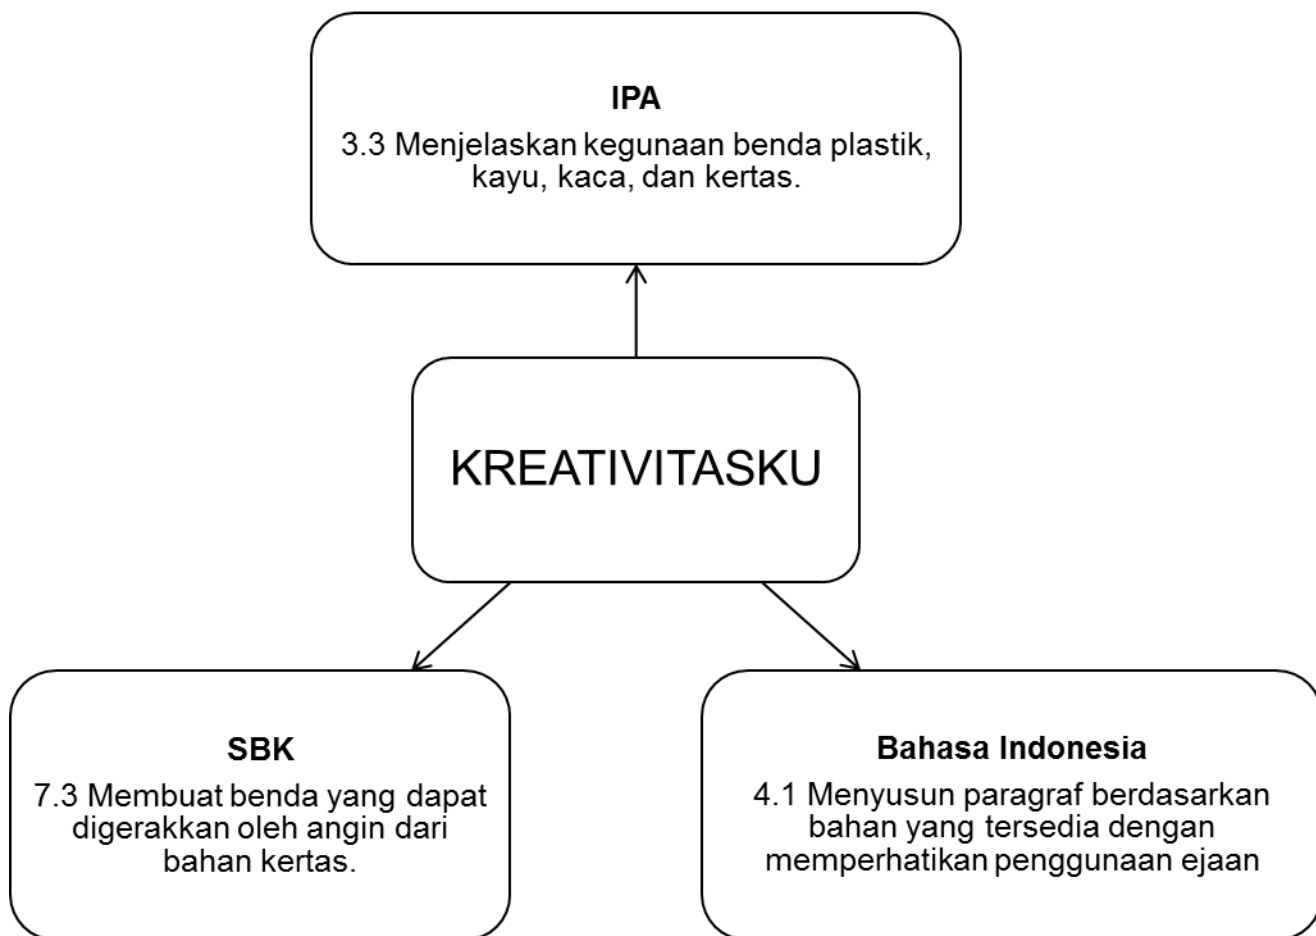 IPA
3.3 Menjelaskan kegunaan benda plastik,
kayu, kaca, dan kertas.
KREATIVITASKU
SBK
7.3 Membuat benda yang dapat
digerakkan oleh angin dari
bahan kertas.
Bahasa Indonesia
4.1 Menyusun paragraf berdasarkan
bahan yang tersedia dengan
memperhatikan penggunaan ejaan